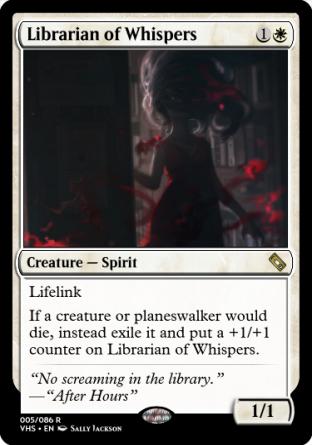 Librarian of Whispers 1
Creature — Spirit
Lifelink
If a creature or planeswalker would
die, instead exile it and put a +1/+1
counter on Librarian of Whispers.
“No screaming in the library.”
—“After Hours”
1/1
005/086 R
VHS • EN Sally Jackson